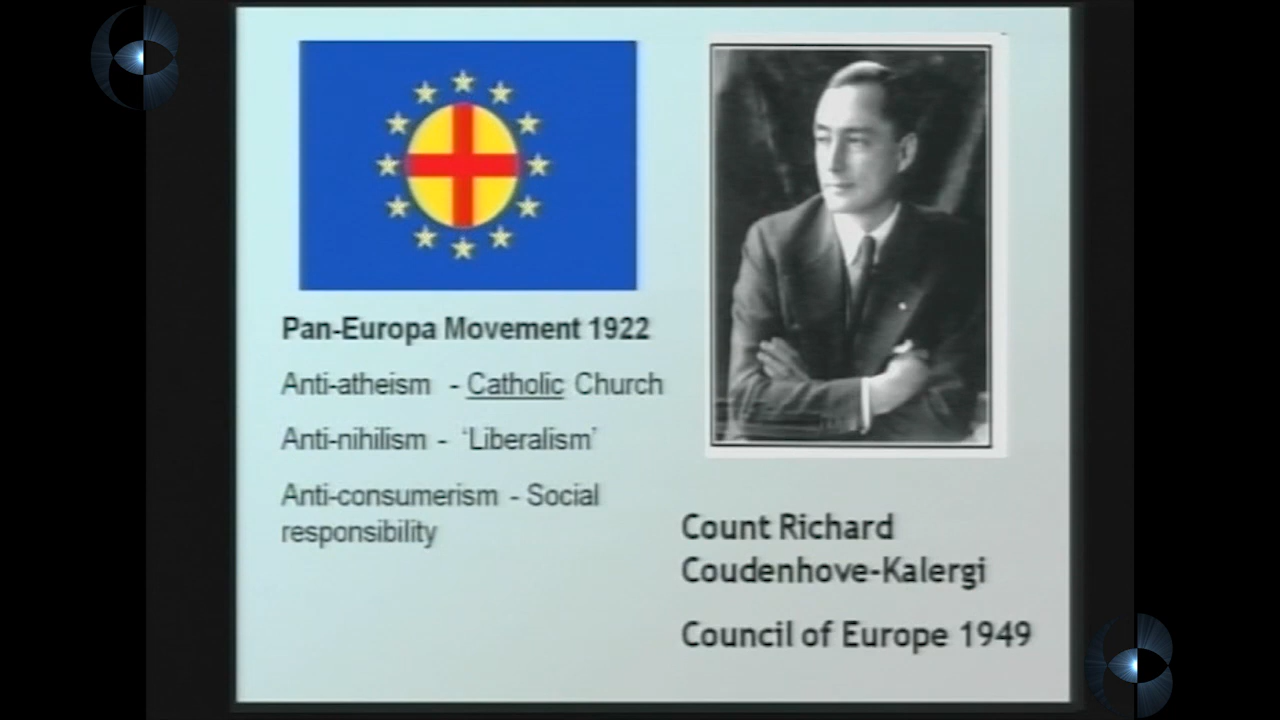 Pan-Europa Movement 1922
Anti-atheism - Catholic Church
Anti-nihilism - ‘Liberalism’
Anti-consumerism - Social
responsibility
Count Richard
Coudenhove-Kalergi
Council of Europe 1949